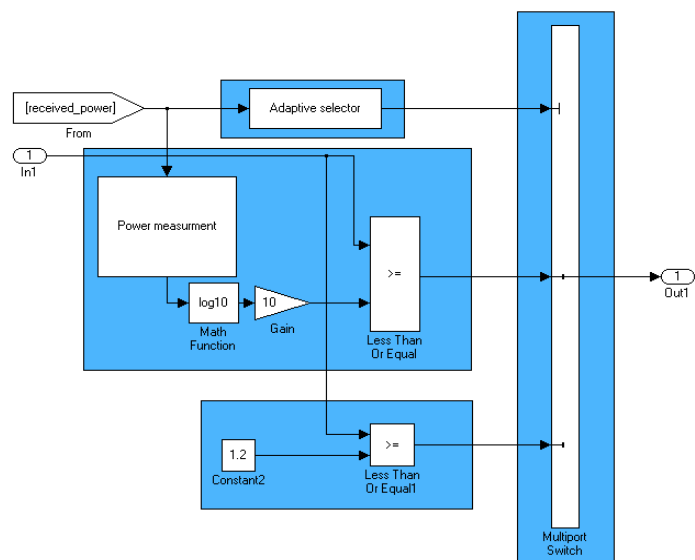 [received_power]
From
Adaptive selector
1
In1
Power measurment
log10
Math
Function
10
Gain
>=
Less Than
Or Equal
1
Out1
1.2
Constant2
>=
Less Than
Or Equal1
Multiport
Switch